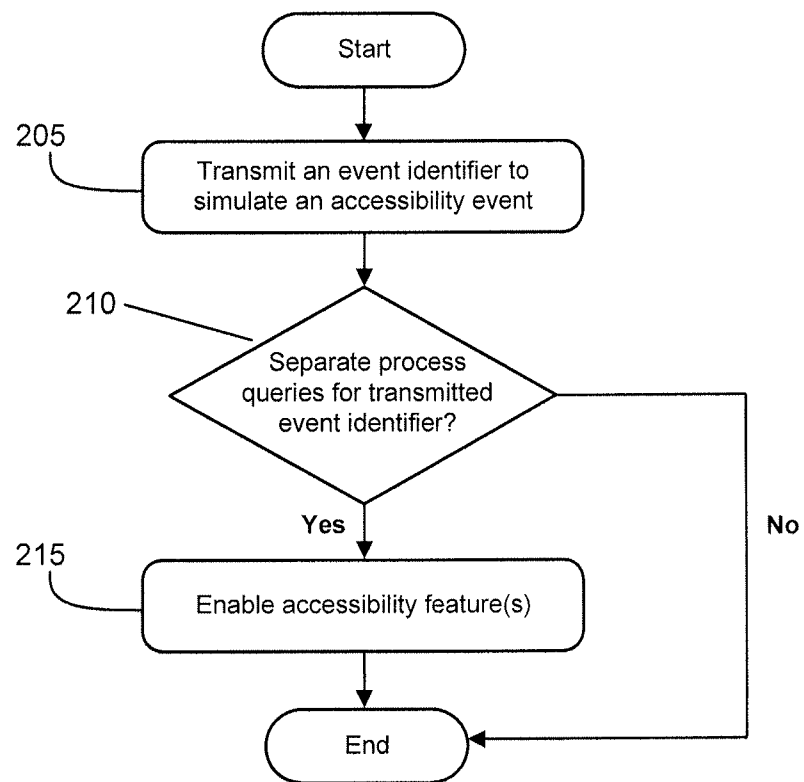 Start
205
Transmit an event identifier to
simulate an accessibility event
210
Separate process
queries for transmitted
event identifier?
Yes
No
215
Enable accessibility feature(s)
End